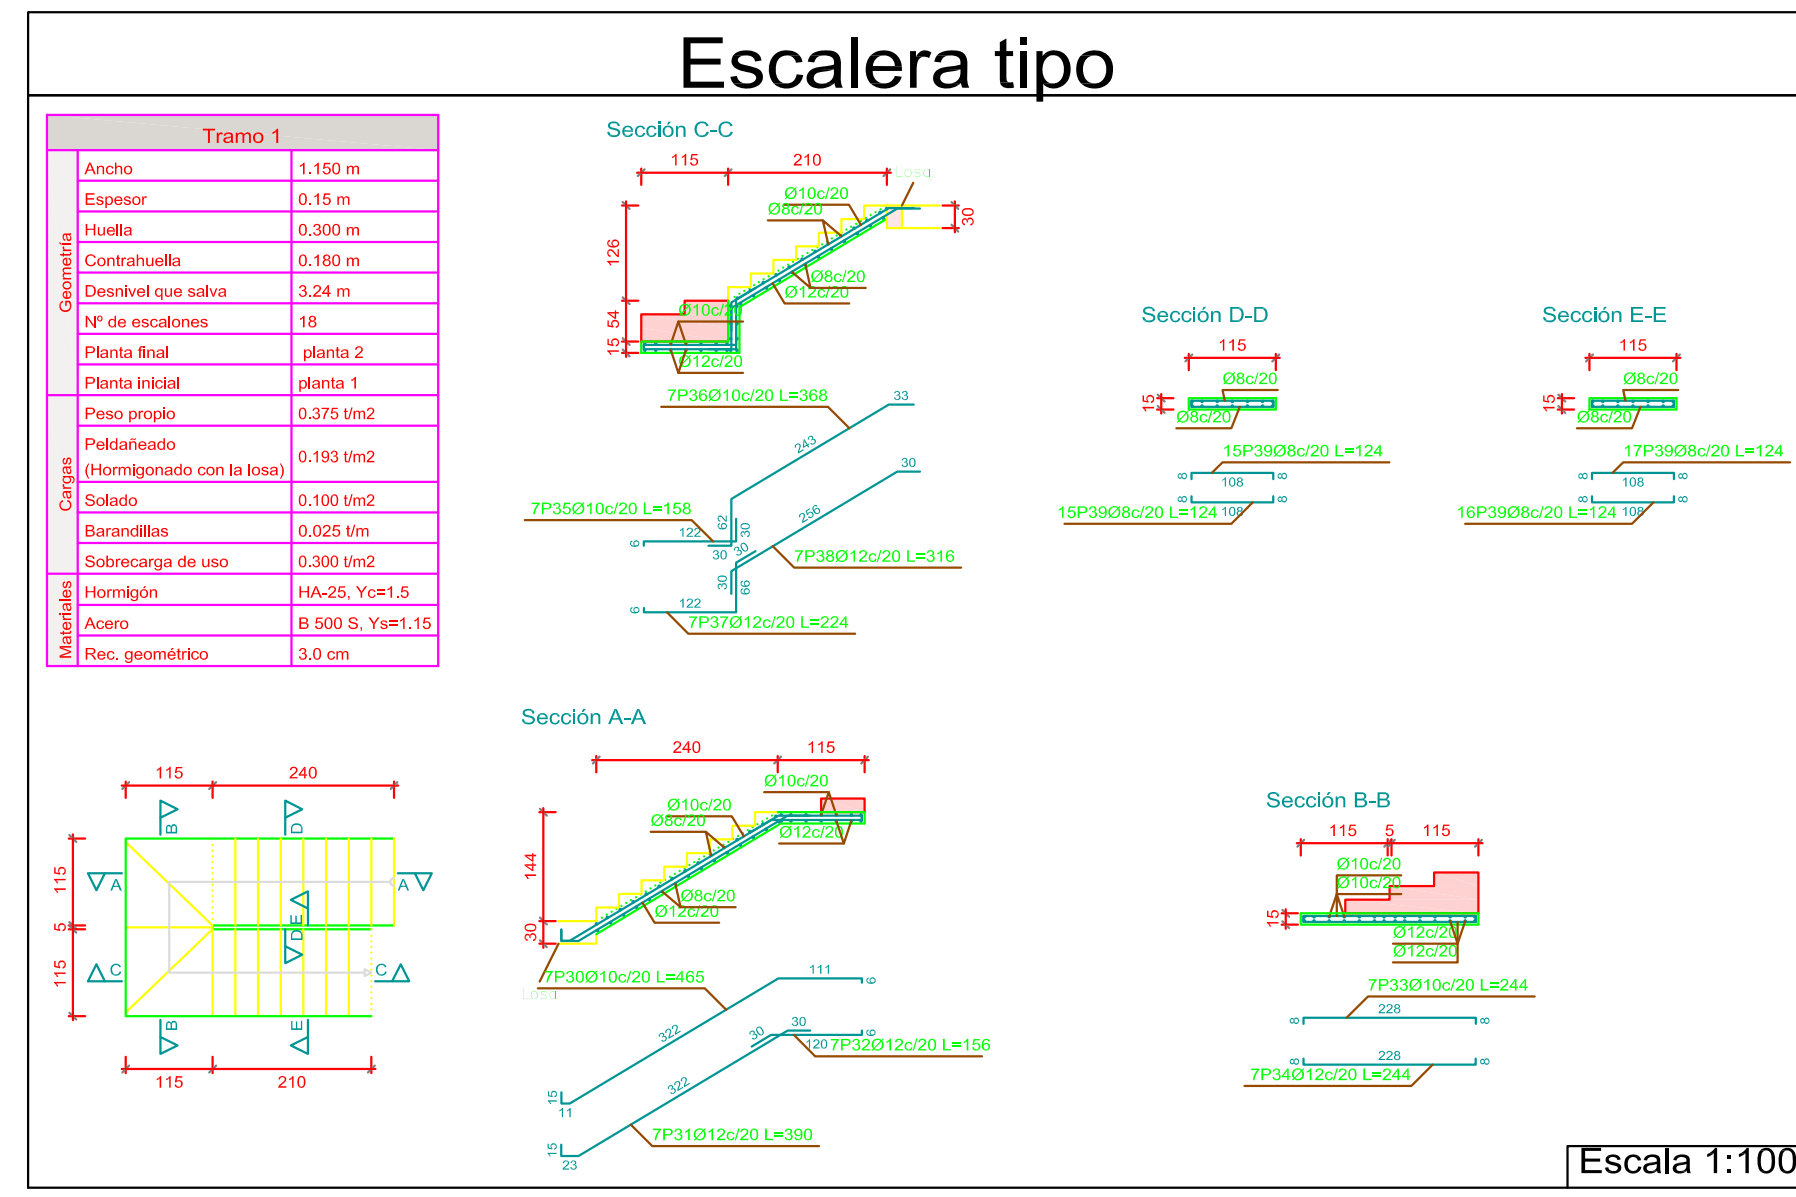 Escalera tipo
Tramo 1
Geometría
Ancho 1.150 m
Espesor 0.15 m
Huella 0.300 m
Contrahuella 0.180 m
Desnivel que salva 3.24 m
Nº de escalones 18
Planta final planta 2
Planta inicial planta 1
Cargas
Peso propio 0.375 t/m2
Peldañeado
(Hormigonado con la losa) 0.193 t/m2
Solado 0.100 t/m2
Barandillas 0.025 t/m
Sobrecarga de uso 0.300 t/m2
Materiales
Hormigón HA-25, Yc=1.5
Acero B 500 S, Ys=1.15
Rec. geométrico 3.0 cm
Sección C-C
115 210
Losa
Ø10c/20
Ø8c/20
30
126
Ø8c/20
Ø12c/20
54
Ø10c/20
15
Ø12c/20
7P36Ø10c/20 L=368
33
243
30
7P35Ø10c/20 L=158
62
30
256
122
6
30
30
7P38Ø12c/20 L=316
30
66
122
6
7P37Ø12c/20 L=224
Sección D-D
115
Ø8c/20
15
Ø8c/20
15P39Ø8c/20 L=124
8 108 8
8 108 8
15P39Ø8c/20 L=124
Sección E-E
115
Ø8c/20
15
Ø8c/20
17P39Ø8c/20 L=124
8 108 8
8 108 8
16P39Ø8c/20 L=124
115 240
B D
115
A A
5
E
D
115
C C
B E
115 210
Sección A-A
240 115
Ø10c/20
Ø10c/20
Ø8c/20
Ø12c/20
144
Ø8c/20
Ø12c/20
30
Losa
7P30Ø10c/20 L=465
111
6
322
30
30
6
120
7P32Ø12c/20 L=156
322
15
11
7P31Ø12c/20 L=390
15
23
Sección B-B
115 5 115
Ø10c/20
Ø10c/20
15
Ø12c/20
Ø12c/20
7P33Ø10c/20 L=244
8 228 8
8 228 8
7P34Ø12c/20 L=244
Escala 1:100